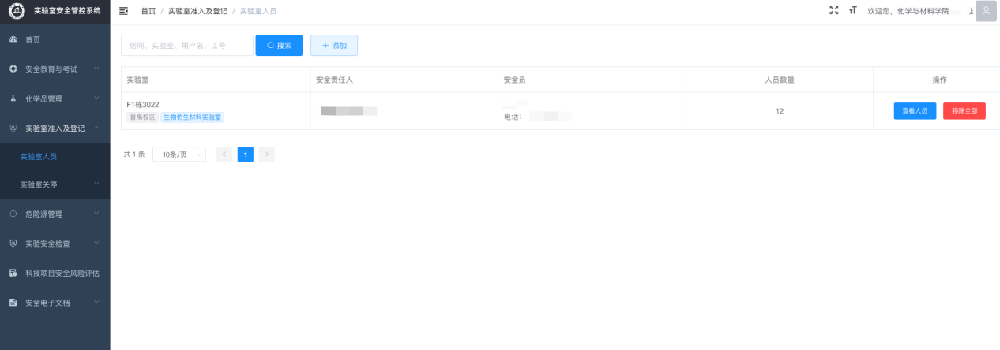 实验室安全管控系统
首页 / 实验室准入及登记 / 实验室人员
欢迎您，化学与材料学院
首页
安全教育与考试
化学品管理
实验室准入及登记
实验室人员
实验室关停
危险源管理
实验安全检查
科技项目安全风险评估
安全电子文档
房间、实验室、用户名、工号 搜索 + 添加
实验室 安全责任人 安全员 人员数量 操作
F1栋3022
番禺校区 生物仿生材料实验室
电话：
12
查看人员 移除全部
共 1 条 10条/页 < 1 >